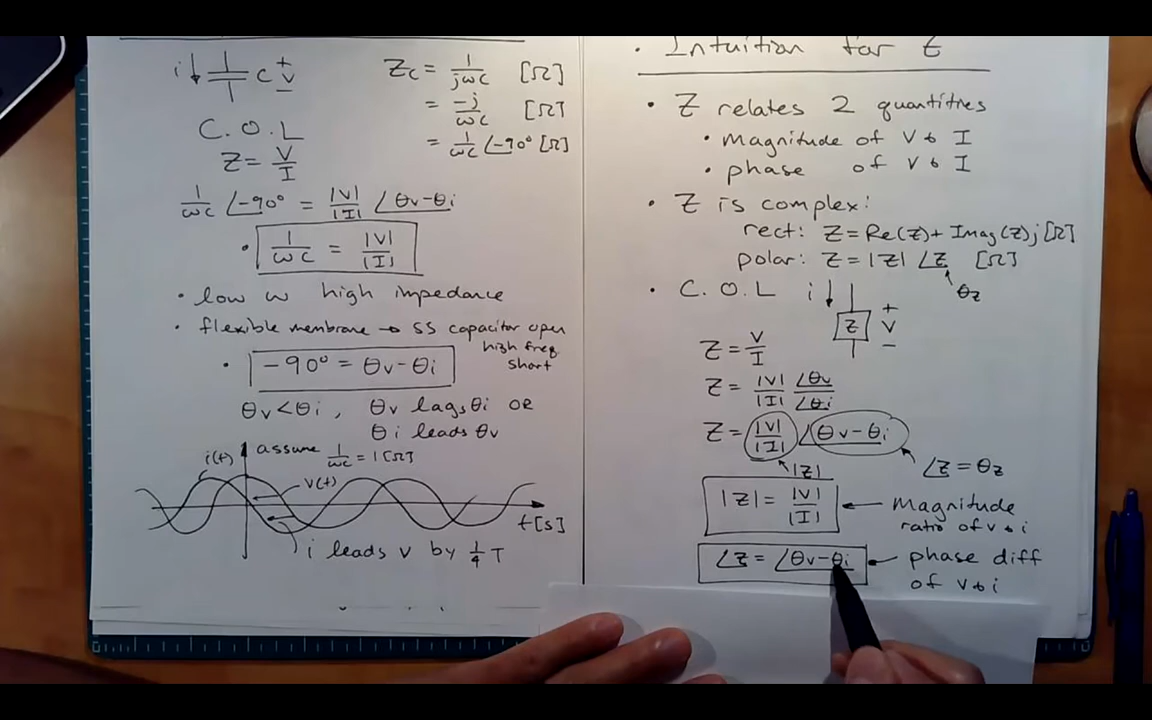 i C + V -
Z_C = 1/jωC [Ω]
= -j/ωC [Ω]
= 1/ωC ∠-90° [Ω]
C.O.L
Z = V/I
1/ωC ∠-90° = |V|/|I| ∠θv-θi
• 1/ωC = |V|/|I|
• low ω high impedance
• flexible membrane → SS capacitor open
high freq
short
• -90° = θv-θi
θv<θi, θv lags θi OR
θi leads θv
assume 1/ωC = 1[Ω]
i(t)
v(t)
t[s]
i leads v by 1/4 T
• Intuition for Z
• Z relates 2 quantities
• magnitude of V & I
• phase of V & I
• Z is complex:
rect: Z = Re(Z) + Imag(Z)j [Ω]
polar: Z = |Z| ∠Z [Ω]
θz
• C.O.L
i Z + V -
Z = V/I
Z = |V|/|I| ∠θv/∠θi
Z = |V|/|I| ∠θv-θi
|Z|
∠Z = θz
|Z| = |V|/|I| ← Magnitude
ratio of v & i
∠Z = ∠θv-θi ← phase diff
of v & i